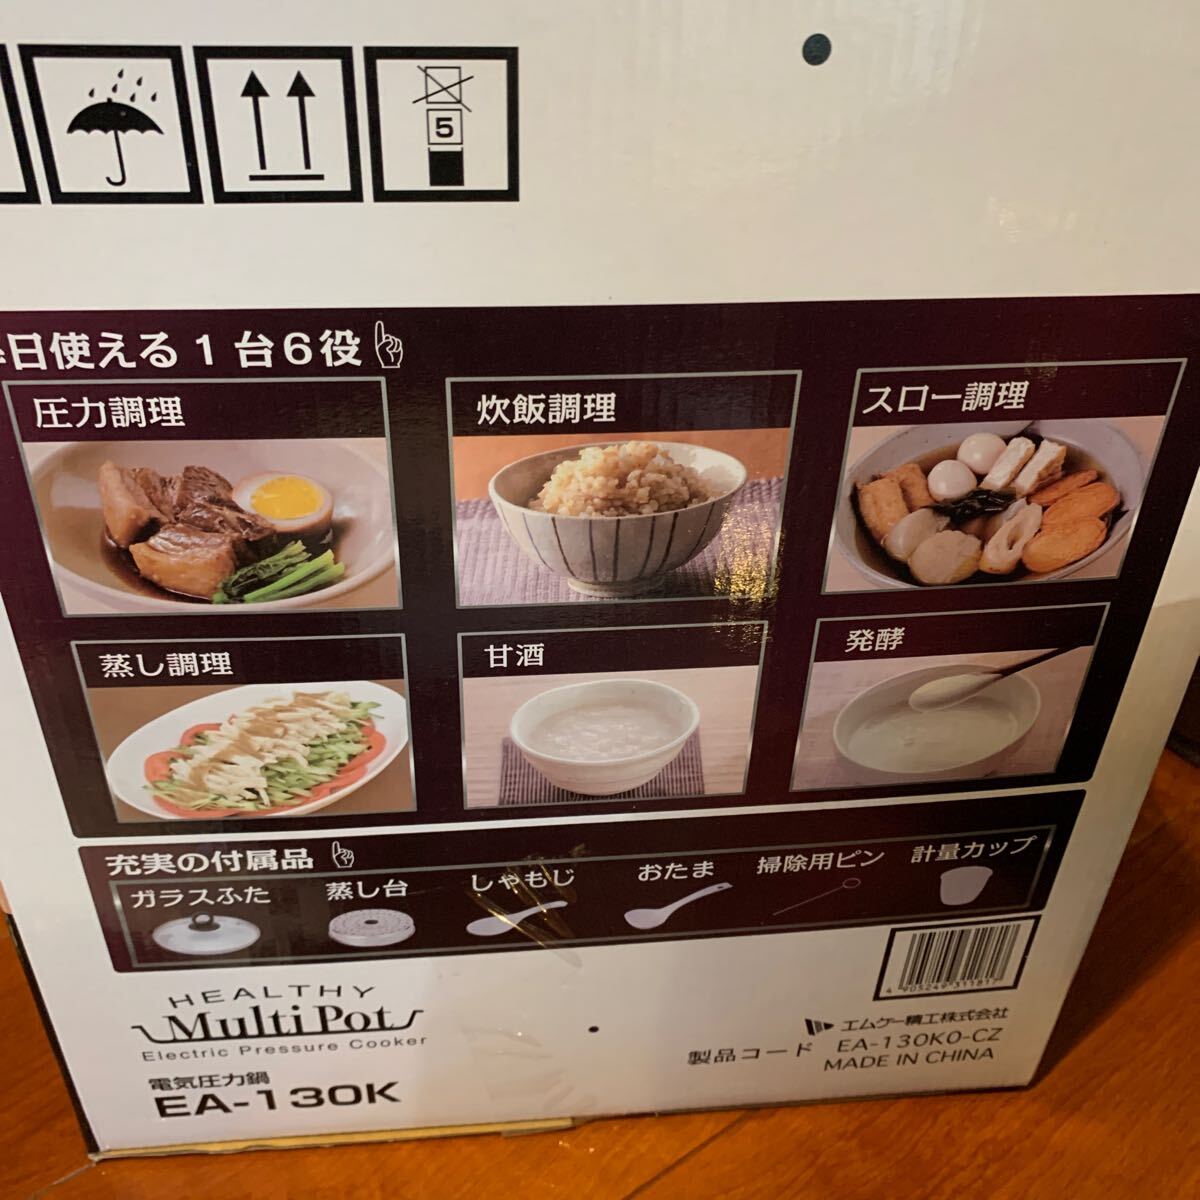 5
日使える1台6役
圧力調理
炊飯調理
スロー調理
蒸し調理
甘酒
発酵
充実の付属品
ガラスふた
蒸し台
しゃもじ
おたま
掃除用ピン
計量カップ
4 905249 311817
HEALTHY
MultiPot
Electric Pressure Cooker
電気圧力鍋
EA-130K
エムケー精工株式会社
製品コード EA-130K0-CZ
MADE IN CHINA